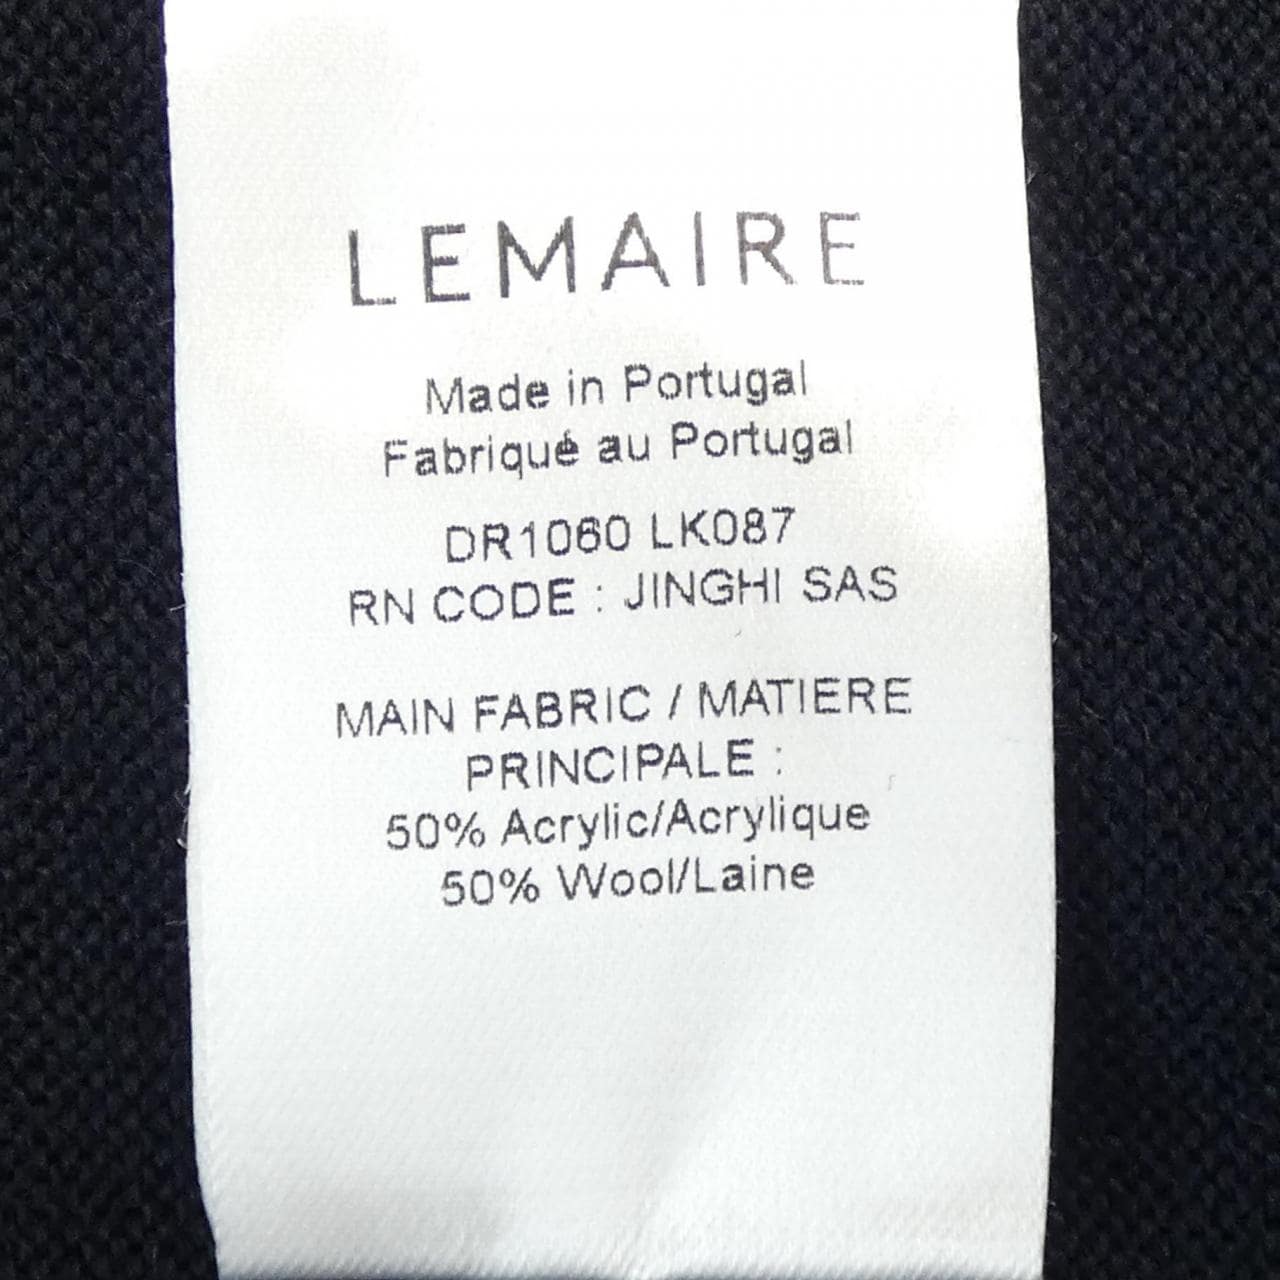 LEMAIRE
Made in Portugal
Fabriqué au Portugal
DR1060 LK087
RN CODE : JINGHI SAS
MAIN FABRIC / MATIERE
PRINCIPALE :
50% Acrylic/Acrylique
50% Wool/Laine